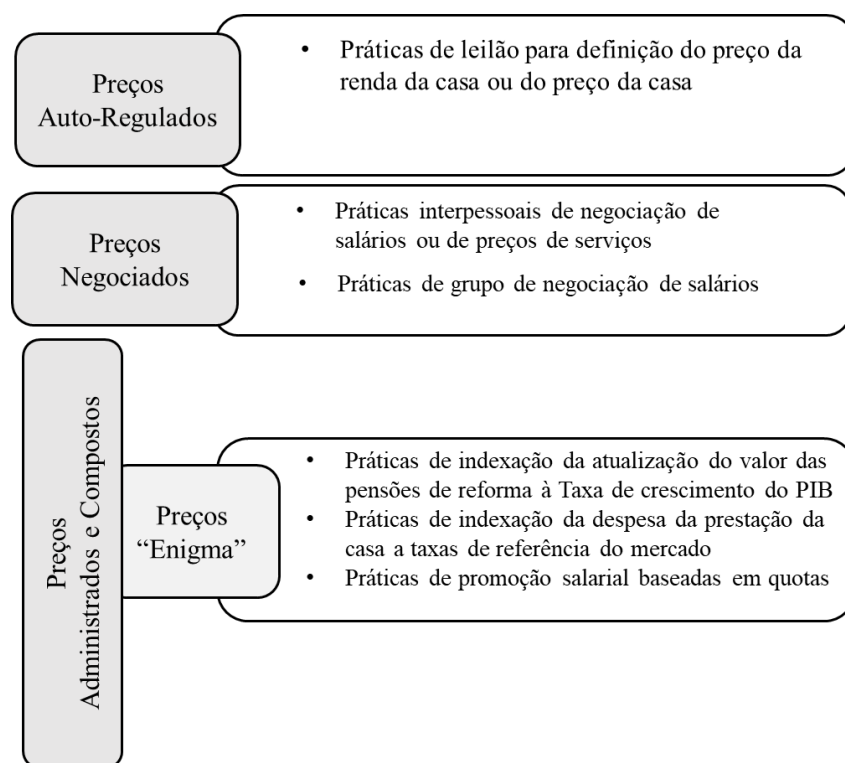 Preços
Auto-Regulados
• Práticas de leilão para definição do preço da
renda da casa ou do preço da casa
Preços
Negociados
• Práticas interpessoais de negociação de
salários ou de preços de serviços
• Práticas de grupo de negociação de salários
Preços
Administrados e Compostos
Preços
“Enigma”
• Práticas de indexação da atualização do valor das
pensões de reforma à Taxa de crescimento do PIB
• Práticas de indexação da despesa da prestação da
casa a taxas de referência do mercado
• Práticas de promoção salarial baseadas em quotas